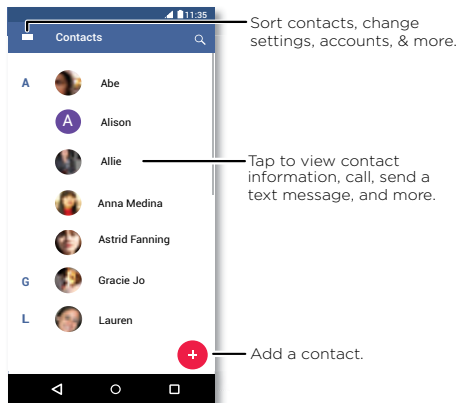 11:35
Contacts
Sort contacts, change
settings, accounts, & more.
A
Abe
A
Alison
Allie
Tap to view contact
information, call, send a
text message, and more.
Anna Medina
Astrid Fanning
G
Gracie Jo
L
Lauren
Add a contact.